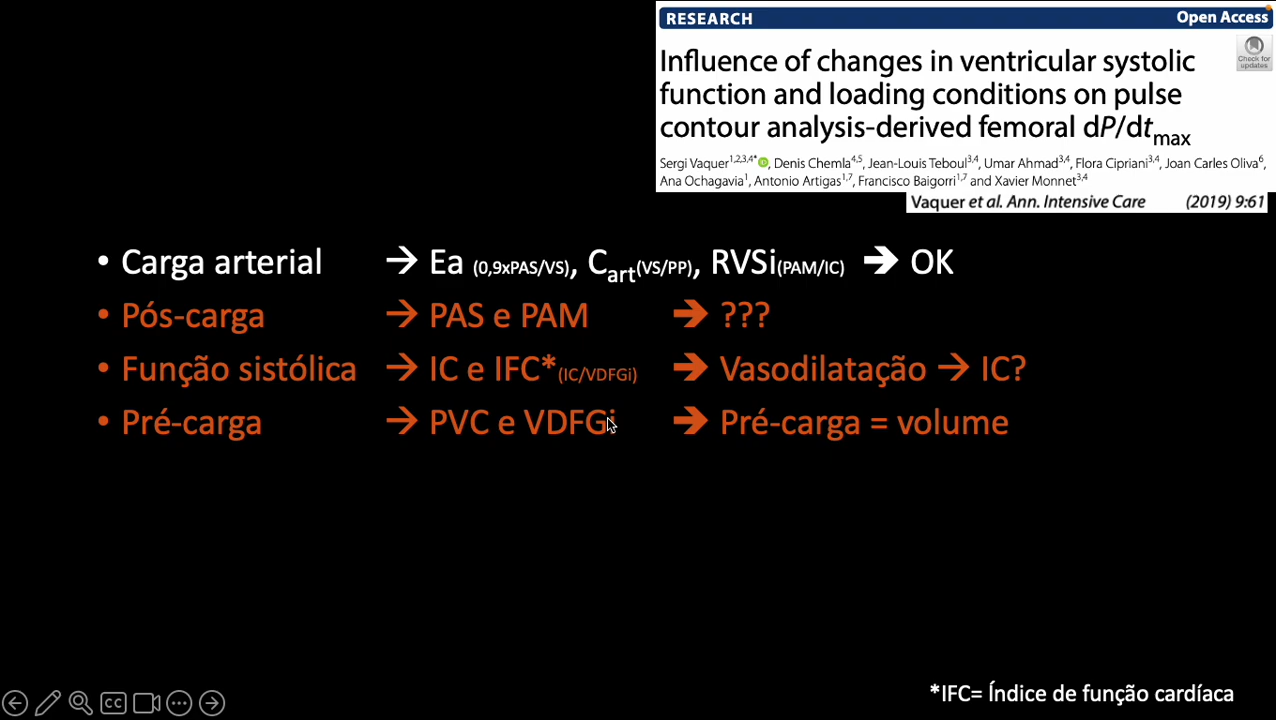 RESEARCH
Open Access
Check for
updates
Influence of changes in ventricular systolic
function and loading conditions on pulse
contour analysis-derived femoral dP/dtmax
Sergi Vaquer1,2,3,4*, Denis Chemla4,5, Jean-Louis Teboul3,4, Umar Ahmad3,4, Flora Cipriani3,4, Joan Carles Oliva6,
Ana Ochagavia1, Antonio Artigas1,7, Francisco Baigorri1,7 and Xavier Monnet3,4
Vaquer et al. Ann. Intensive Care (2019) 9:61
• Carga arterial → Ea (0,9xPAS/VS), Cart(VS/PP), RVSi(PAM/IC) → OK
• Pós-carga → PAS e PAM → ???
• Função sistólica → IC e IFC*(IC/VDFGi) → Vasodilatação → IC?
• Pré-carga → PVC e VDFGi → Pré-carga = volume
CC
*IFC= Índice de função cardíaca